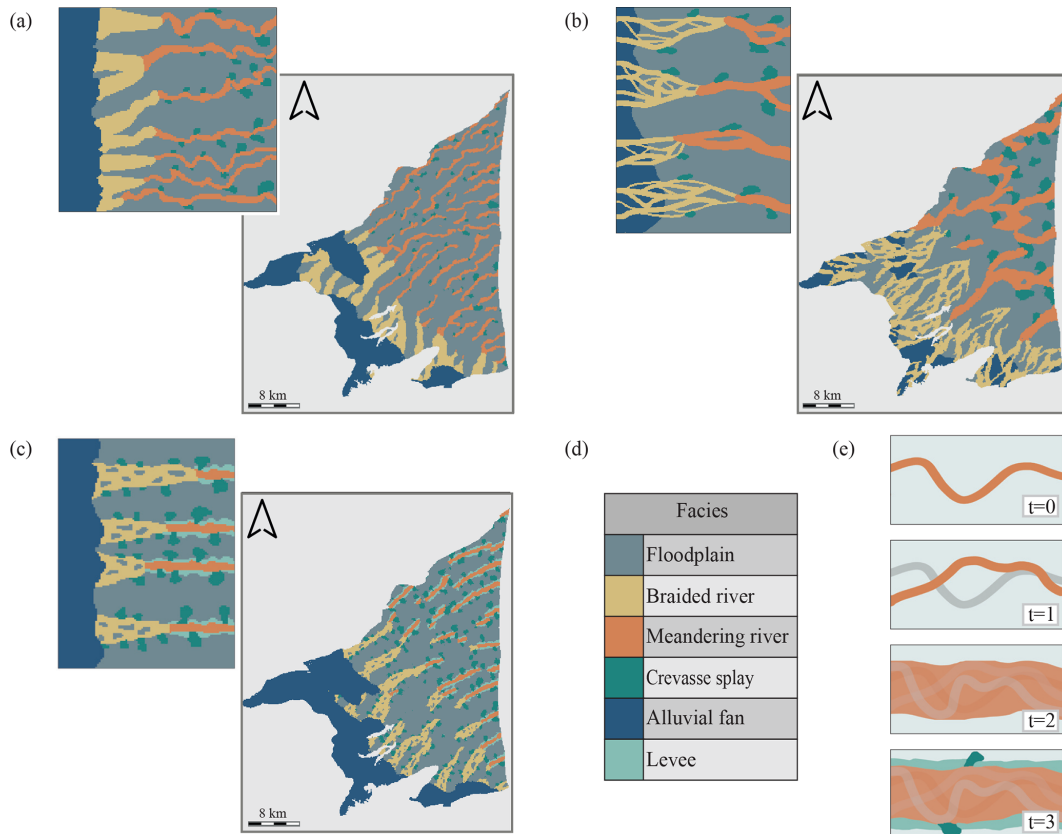 (a)
8 km
(b)
8 km
(c)
8 km
(d)
Facies
Floodplain
Braided river
Meandering river
Crevasse splay
Alluvial fan
Levee
(e)
t=0
t=1
t=2
t=3